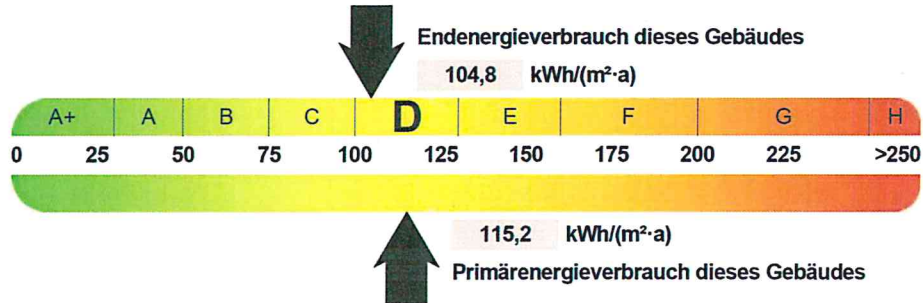 Endenergieverbrauch dieses Gebäudes
104,8 kWh/(m²·a)
A+ A B C D E F G H
0 25 50 75 100 125 150 175 200 225 >250
115,2 kWh/(m²·a)
Primärenergieverbrauch dieses Gebäudes